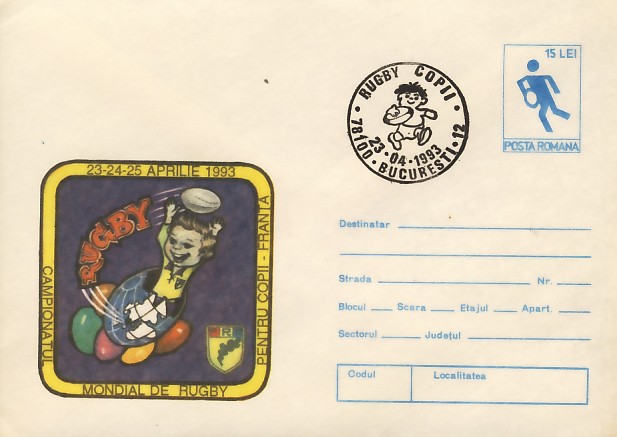 15 LEI
POSTA ROMANA
RUGBY COPII
78100 · BUCURESTI · 12
23·04·1993
23-24-25 APRILIE 1993
CAMPIONATUL
MONDIAL DE RUGBY
PENTRU COPII - FRANTA
RUGBY
R
Destinatar
Strada Nr.
Blocul Scara Etajul Apart.
Sectorul Județul
Codul Localitatea